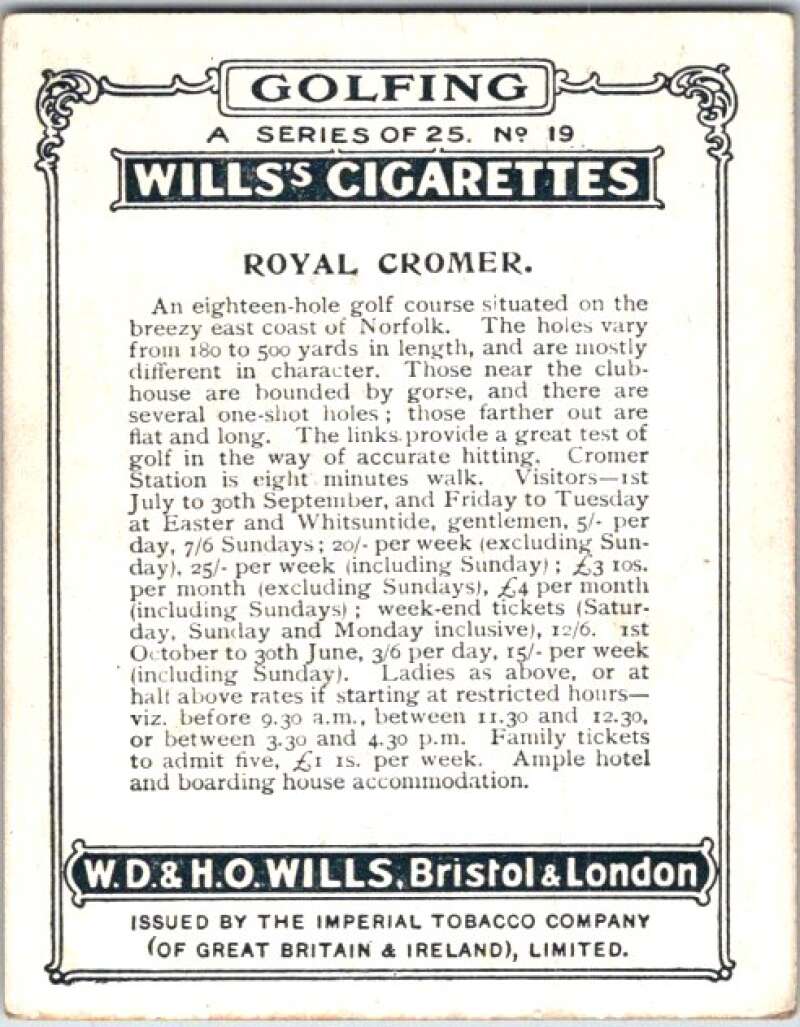 GOLFING
A SERIES OF 25. Nº 19
WILLS'S CIGARETTES
ROYAL CROMER.
An eighteen-hole golf course situated on the
breezy east coast of Norfolk. The holes vary
from 180 to 500 yards in length, and are mostly
different in character. Those near the club-
house are bounded by gorse, and there are
several one-shot holes; those farther out are
flat and long. The links provide a great test of
golf in the way of accurate hitting. Cromer
Station is eight minutes walk. Visitors—1st
July to 30th September, and Friday to Tuesday
at Easter and Whitsuntide, gentlemen, 5/- per
day, 7/6 Sundays; 20/- per week (excluding Sun-
day), 25/- per week (including Sunday); £3 10s.
per month (excluding Sundays), £4 per month
(including Sundays); week-end tickets (Satur-
day, Sunday and Monday inclusive), 12/6. 1st
October to 30th June, 3/6 per day, 15/- per week
(including Sunday). Ladies as above, or at
half above rates if starting at restricted hours—
viz. before 9.30 a.m., between 11.30 and 12.30,
or between 3.30 and 4.30 p.m. Family tickets
to admit five, £1 1s. per week. Ample hotel
and boarding house accommodation.
W.D. & H.O. WILLS, Bristol & London
ISSUED BY THE IMPERIAL TOBACCO COMPANY
(OF GREAT BRITAIN & IRELAND), LIMITED.